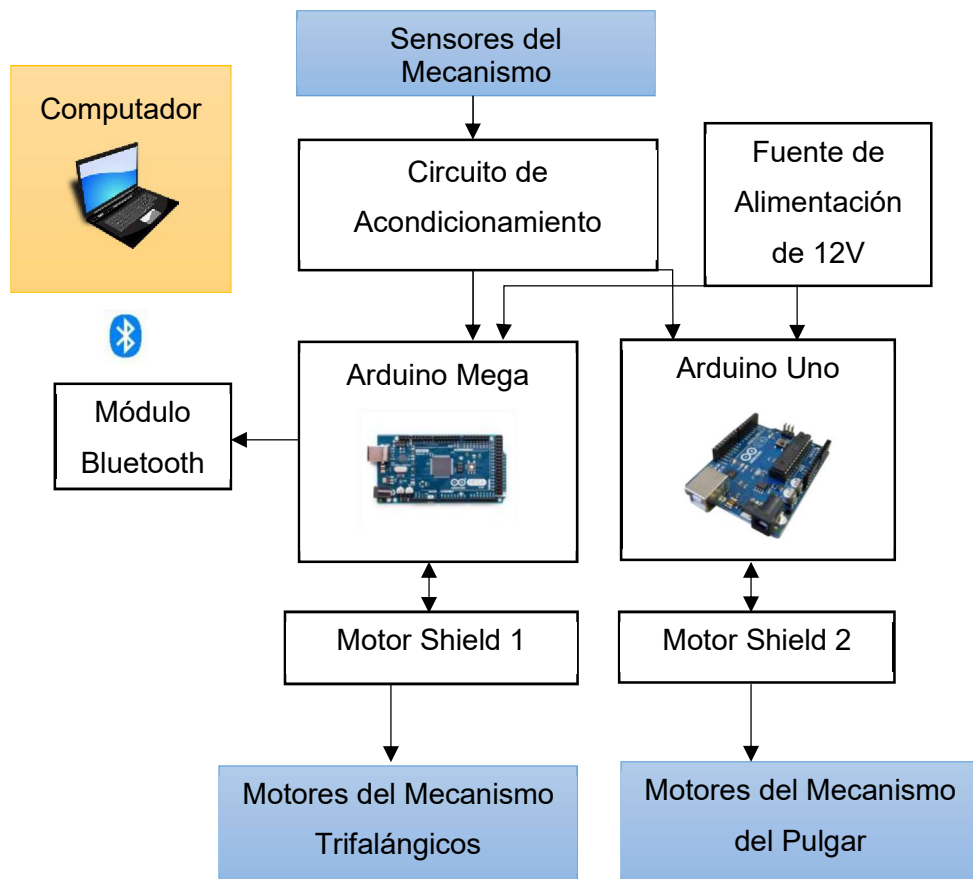 Sensores del
Mecanismo
Computador
Circuito de
Acondicionamiento
Fuente de
Alimentación
de 12V
Arduino Mega
Arduino Uno
Módulo
Bluetooth
Motor Shield 1
Motor Shield 2
Motores del Mecanismo
Trifalángicos
Motores del Mecanismo
del Pulgar